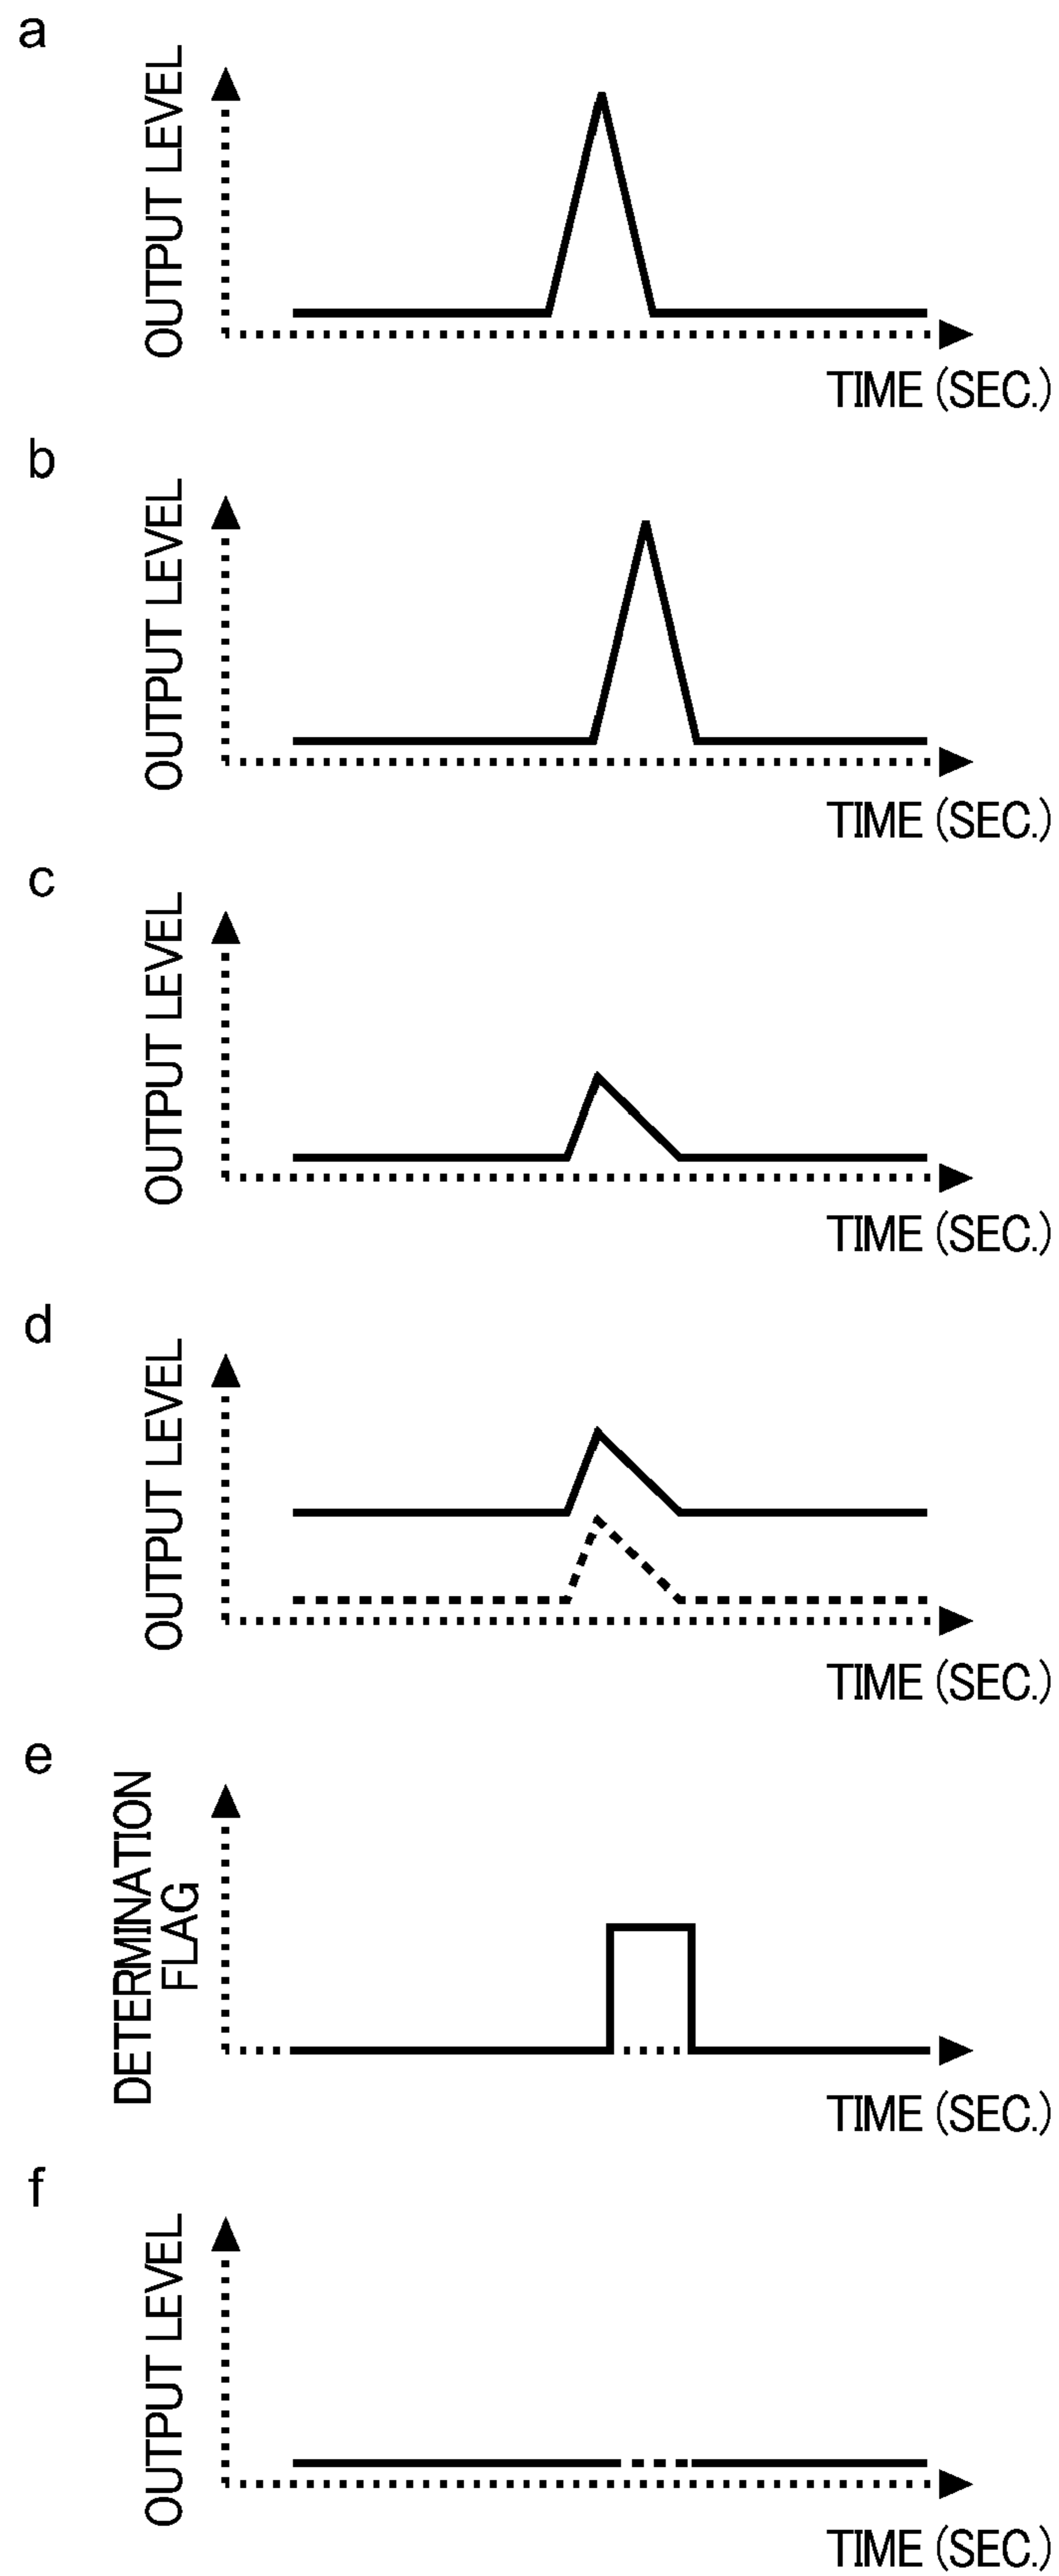 a
OUTPUT LEVEL
TIME (SEC.)
b
OUTPUT LEVEL
TIME (SEC.)
c
OUTPUT LEVEL
TIME (SEC.)
d
OUTPUT LEVEL
TIME (SEC.)
e
DETERMINATION
FLAG
TIME (SEC.)
f
OUTPUT LEVEL
TIME (SEC.)